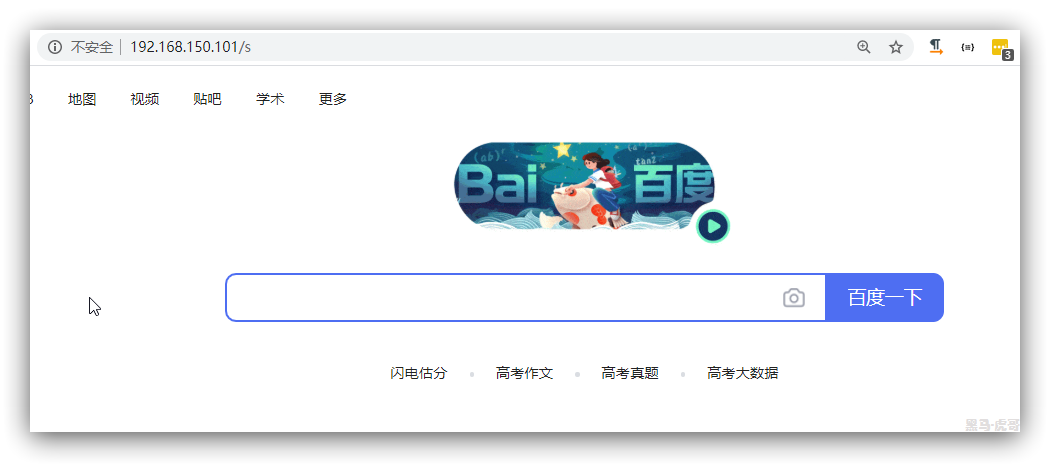 不安全 192.168.150.101/s
3
地图 视频 贴吧 学术 更多
Bai 百度
百度一下
闪电估分 高考作文 高考真题 高考大数据
黑马·虎哥